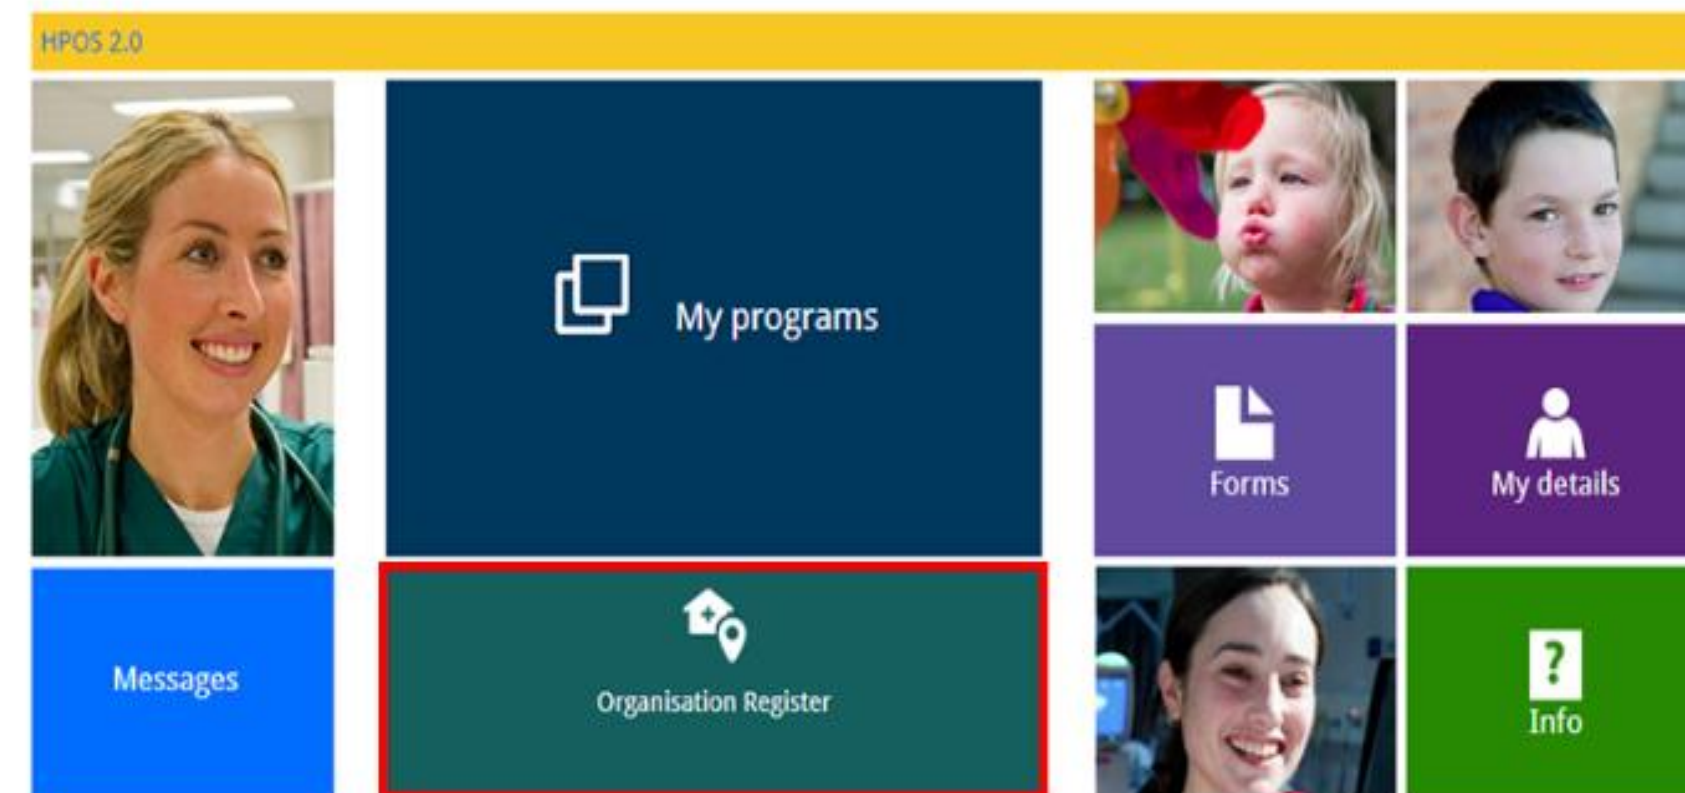 HPOS 2.0
My programs
Forms
My details
Messages
Organisation Register
?
Info